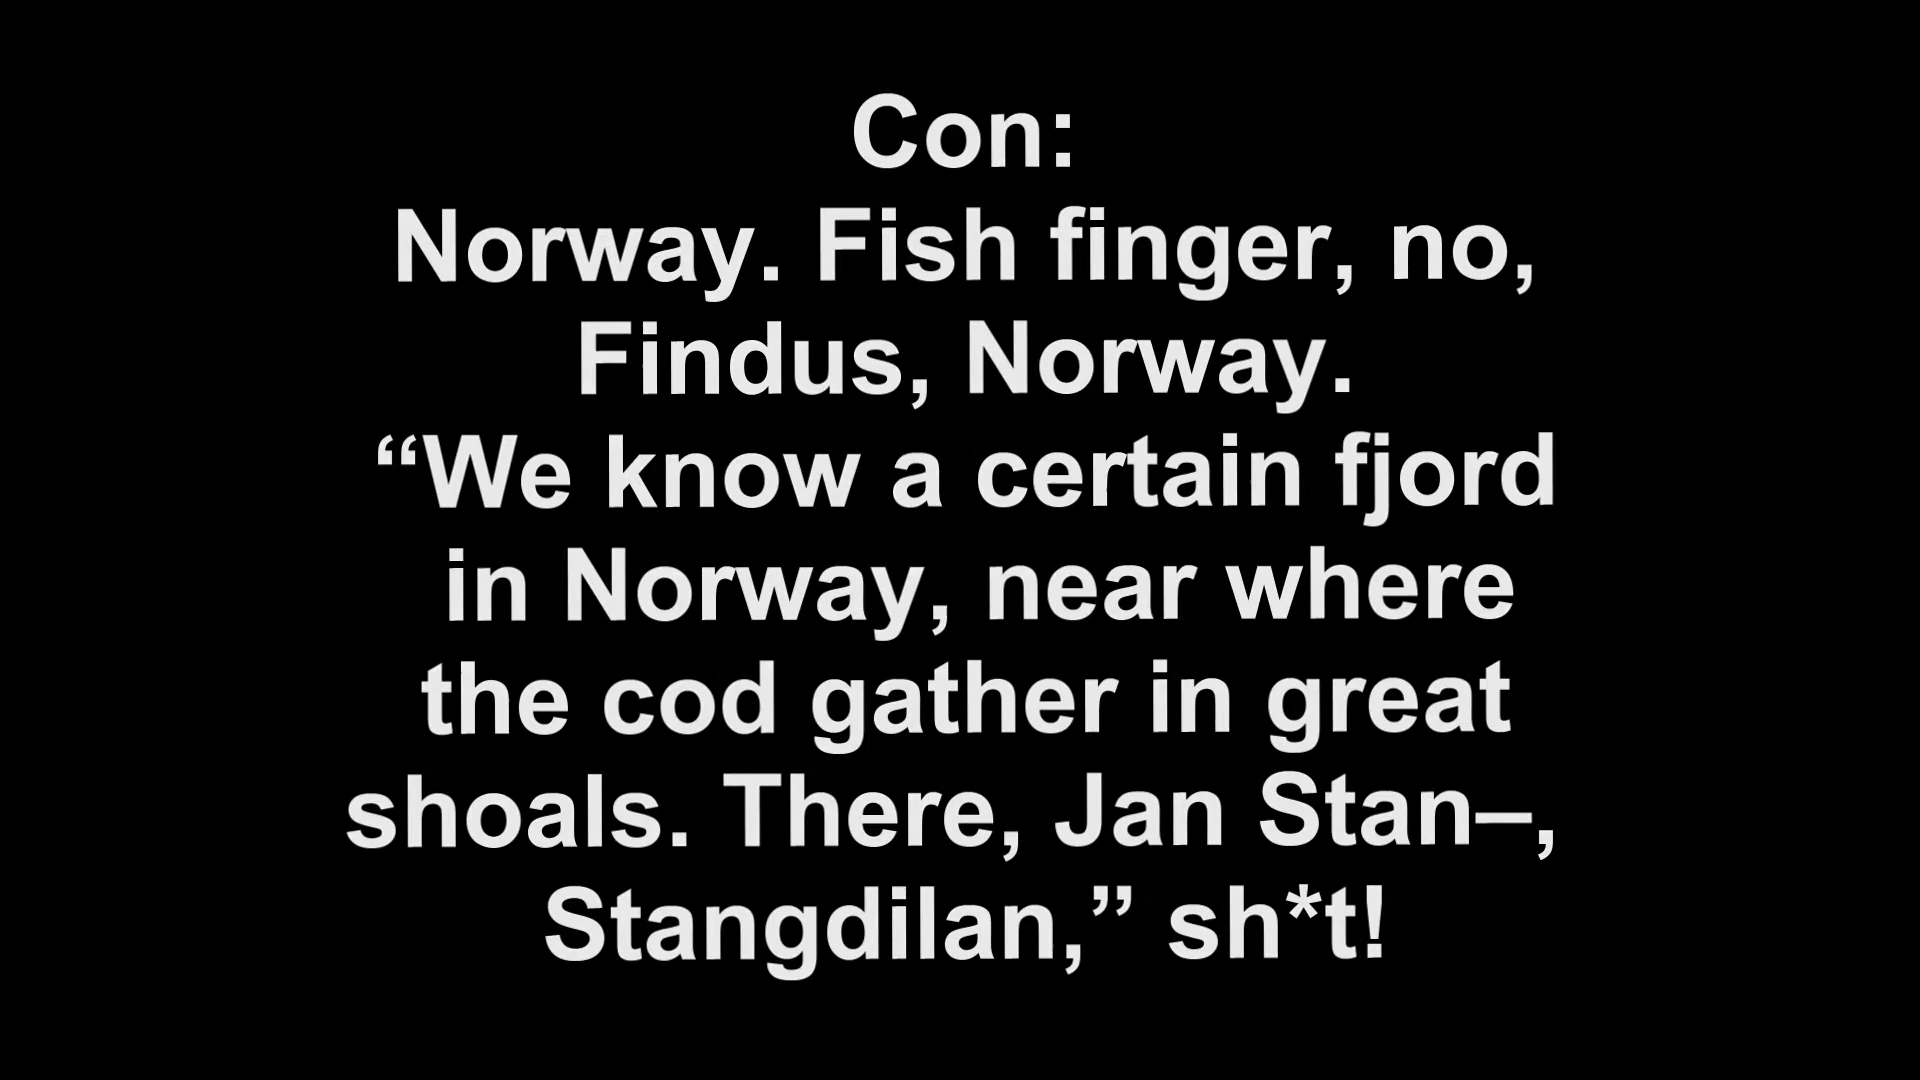 Con:
Norway. Fish finger, no,
Findus, Norway.
“We know a certain fjord
in Norway, near where
the cod gather in great
shoals. There, Jan Stan–,
Stangdilan,” sh*t!